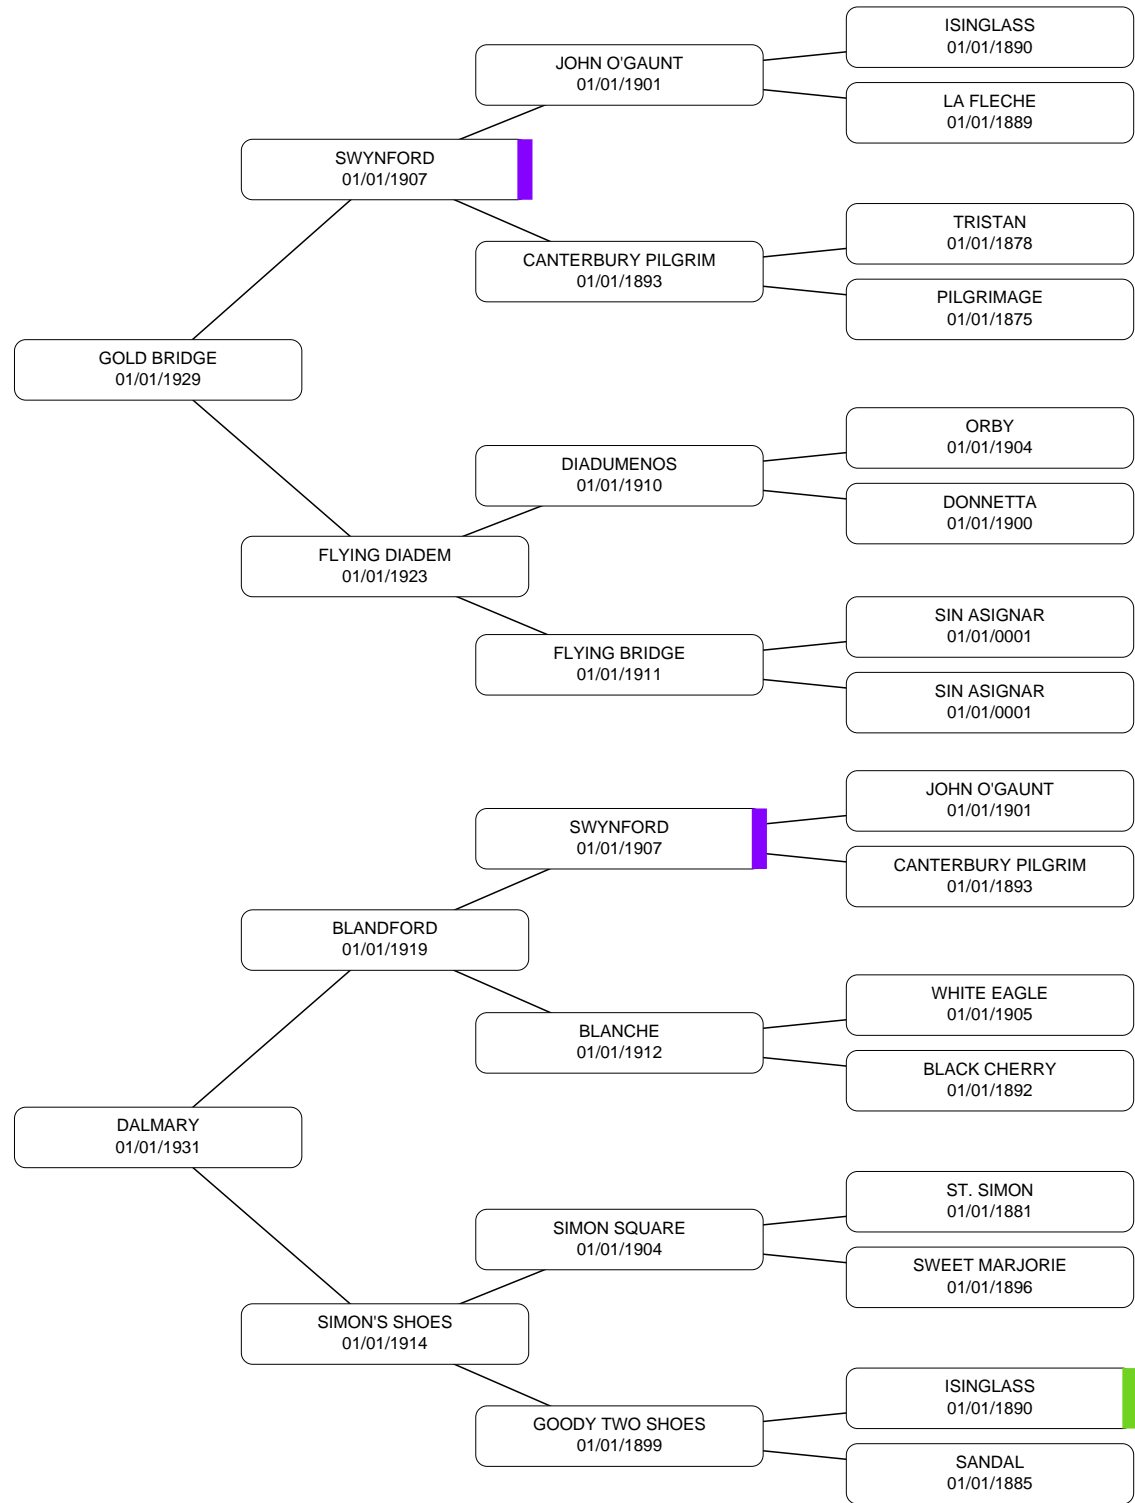 ISINGLASS
01/01/1890
JOHN O'GAUNT
01/01/1901
LA FLECHE
01/01/1889
SWYNFORD
01/01/1907
TRISTAN
01/01/1878
CANTERBURY PILGRIM
01/01/1893
PILGRIMAGE
01/01/1875
GOLD BRIDGE
01/01/1929
ORBY
01/01/1904
DIADUMENOS
01/01/1910
DONNETTA
01/01/1900
FLYING DIADEM
01/01/1923
SIN ASIGNAR
01/01/0001
FLYING BRIDGE
01/01/1911
SIN ASIGNAR
01/01/0001
JOHN O'GAUNT
01/01/1901
SWYNFORD
01/01/1907
CANTERBURY PILGRIM
01/01/1893
BLANDFORD
01/01/1919
WHITE EAGLE
01/01/1905
BLANCHE
01/01/1912
BLACK CHERRY
01/01/1892
DALMARY
01/01/1931
ST. SIMON
01/01/1881
SIMON SQUARE
01/01/1904
SWEET MARJORIE
01/01/1896
SIMON'S SHOES
01/01/1914
ISINGLASS
01/01/1890
GOODY TWO SHOES
01/01/1899
SANDAL
01/01/1885